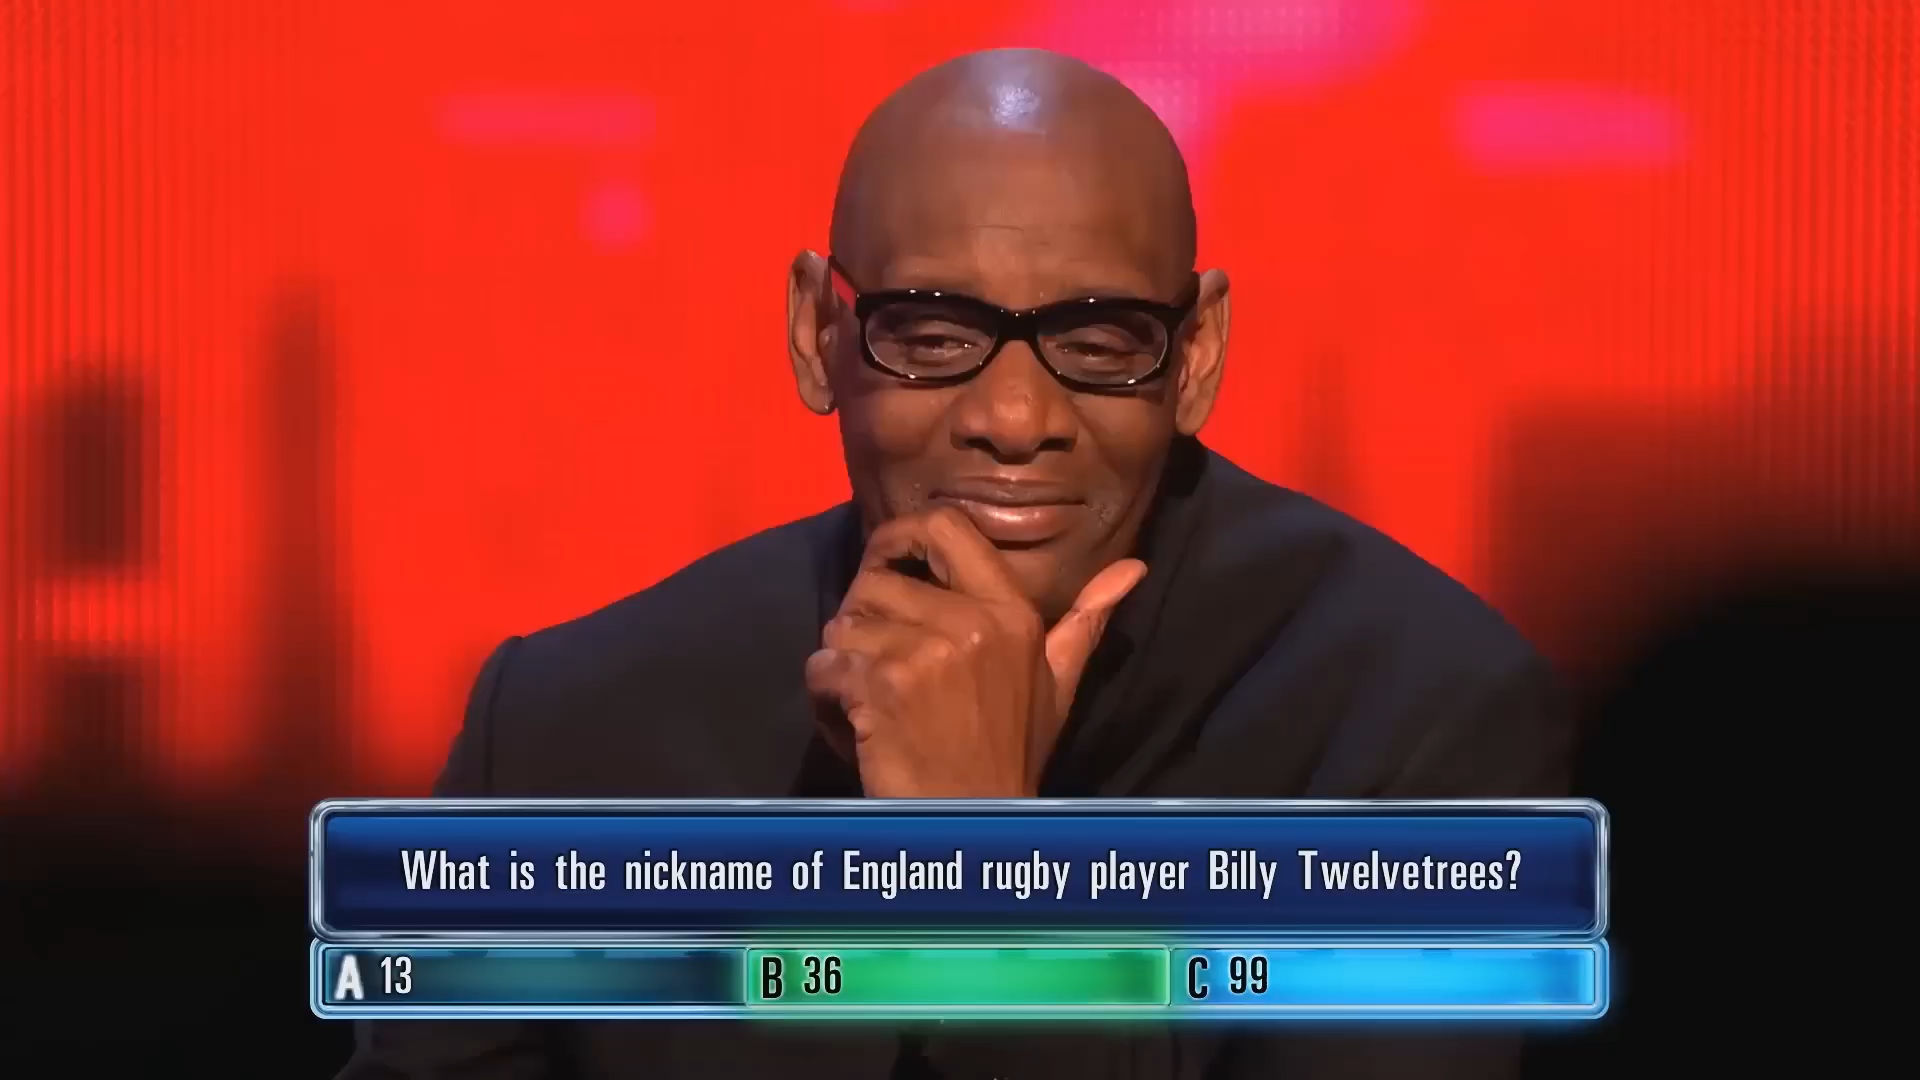 What is the nickname of England rugby player Billy Twelvetrees?
A 13
B 36
C 99